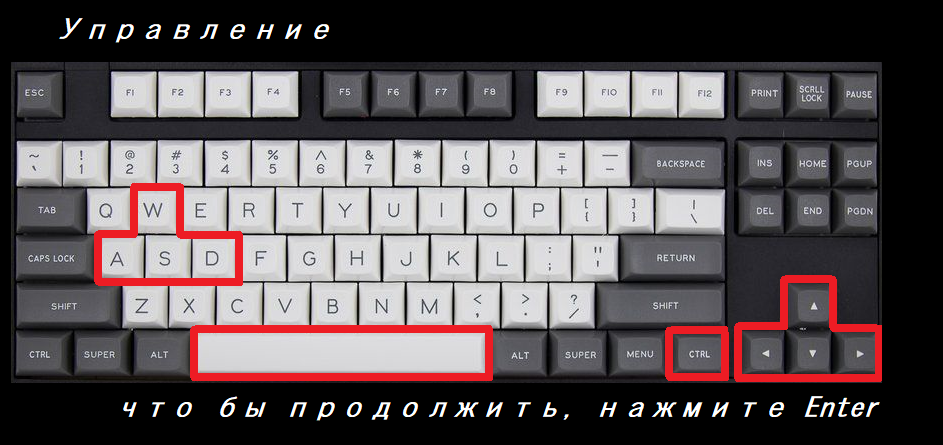 Управление
ESC F1 F2 F3 F4 F5 F6 F7 F8 F9 F10 F11 F12 PRINT SCRLL LOCK PAUSE
~ ! @ # $ % ^ & * ( ) = —
` 1 2 3 4 5 6 7 8 9 0 + - BACKSPACE INS HOME PGUP
TAB Q W E R T Y U I O P [ { ] } | \ DEL END PGDN
CAPS LOCK A S D F G H J K L : ; " ' RETURN
SHIFT Z X C V B N M < , > . ? / SHIFT ▲
CTRL SUPER ALT ALT SUPER MENU CTRL ◄ ▼ ►
что бы продолжить, нажмите Enter